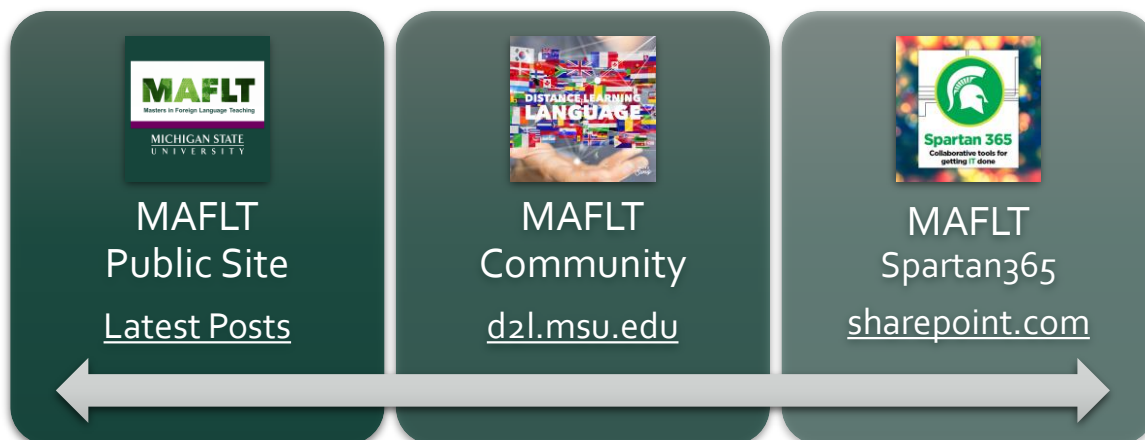 MAFLT
Masters in Foreign Language Teaching
MICHIGAN STATE
UNIVERSITY
MAFLT
Public Site
Latest Posts
DISTANCE LEARNING
LANGUAGE
MAFLT
Community
d2l.msu.edu
Spartan 365
Collaborative tools for
getting IT done
MAFLT
Spartan365
sharepoint.com